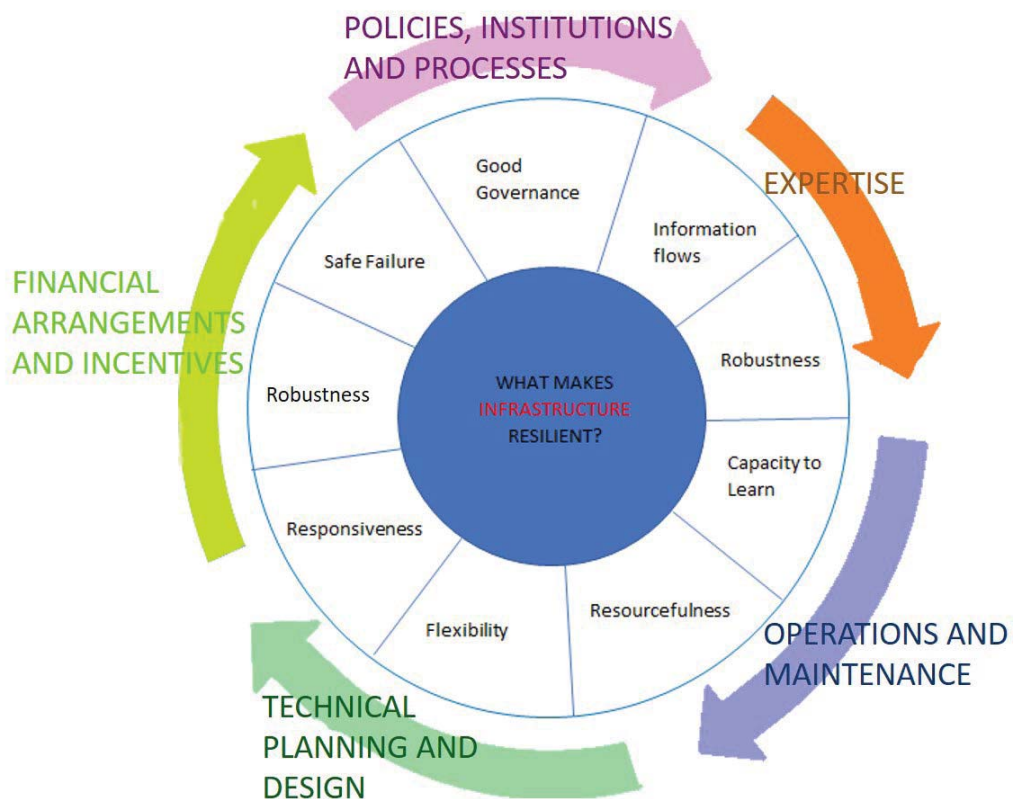 POLICIES, INSTITUTIONS
AND PROCESSES
EXPERTISE
OPERATIONS AND
MAINTENANCE
TECHNICAL
PLANNING AND
DESIGN
FINANCIAL
ARRANGEMENTS
AND INCENTIVES
Good
Governance
Information
flows
Robustness
Capacity to
Learn
Resourcefulness
Flexibility
Responsiveness
Robustness
Safe Failure
WHAT MAKES
INFRASTRUCTURE
RESILIENT?